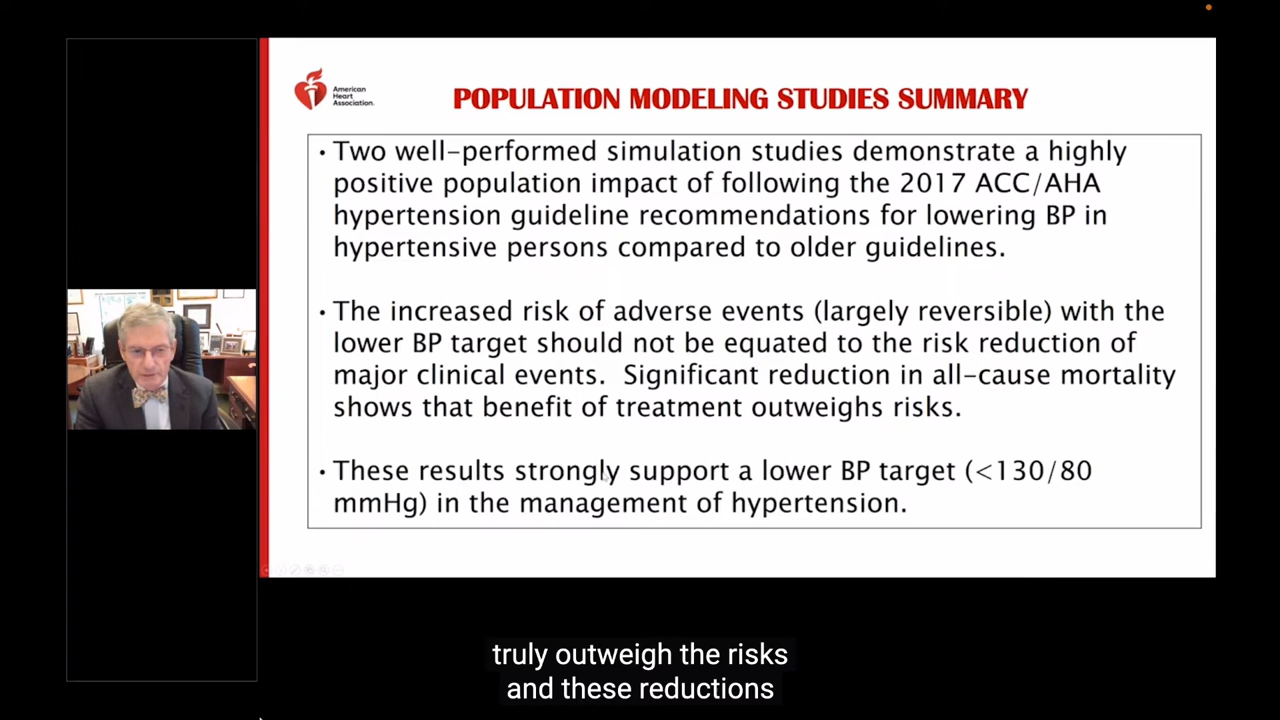 American
Heart
Association.
POPULATION MODELING STUDIES SUMMARY
• Two well-performed simulation studies demonstrate a highly
positive population impact of following the 2017 ACC/AHA
hypertension guideline recommendations for lowering BP in
hypertensive persons compared to older guidelines.
• The increased risk of adverse events (largely reversible) with the
lower BP target should not be equated to the risk reduction of
major clinical events.  Significant reduction in all-cause mortality
shows that benefit of treatment outweighs risks.
• These results strongly support a lower BP target (<130/80
mmHg) in the management of hypertension.
truly outweigh the risks
and these reductions